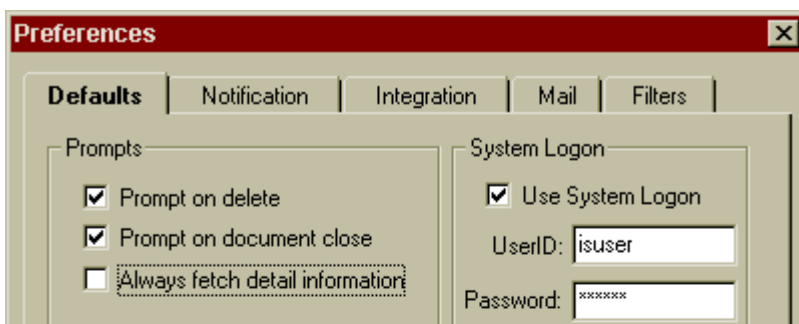 Preferences
Defaults Notification Integration Mail Filters
Prompts
Prompt on delete
Prompt on document close
Always fetch detail information
System Logon
Use System Logon
UserID: isuser
Password: ******